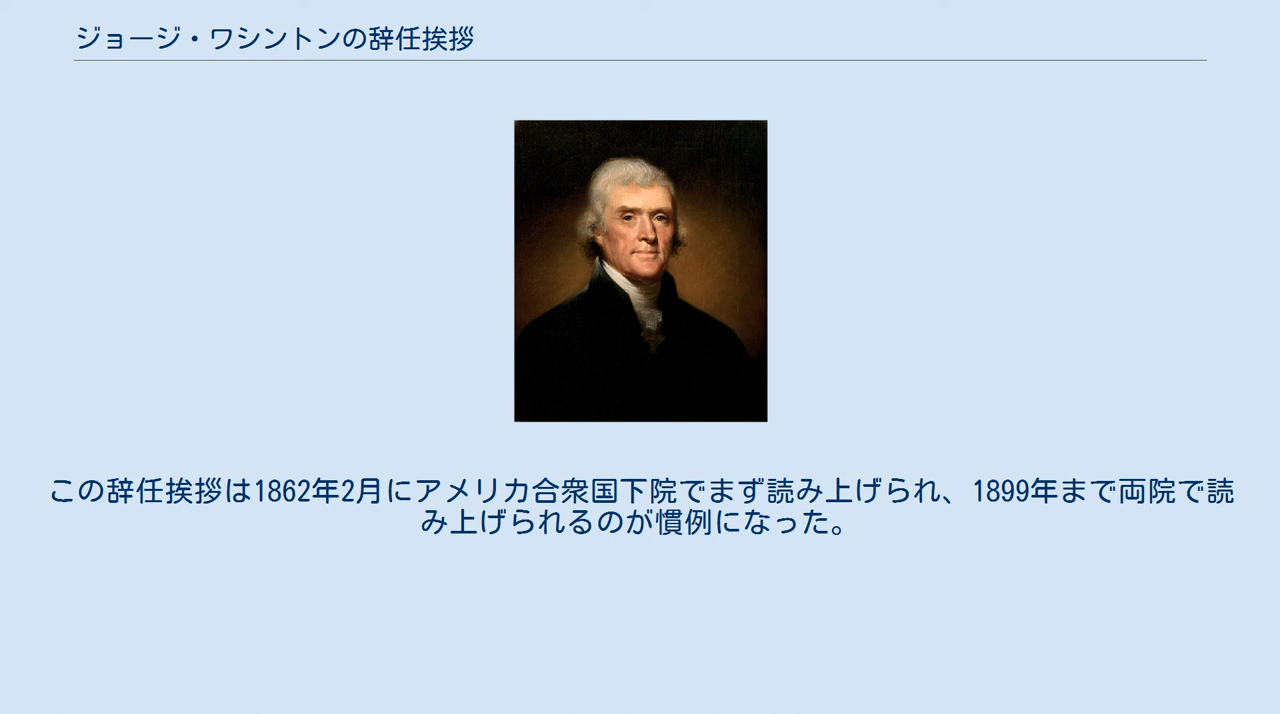 ジョージ・ワシントンの辞任挨拶
この辞任挨拶は1862年2月にアメリカ合衆国下院でまず読み上げられ、1899年まで両院で読
み上げられるのが慣例になった。